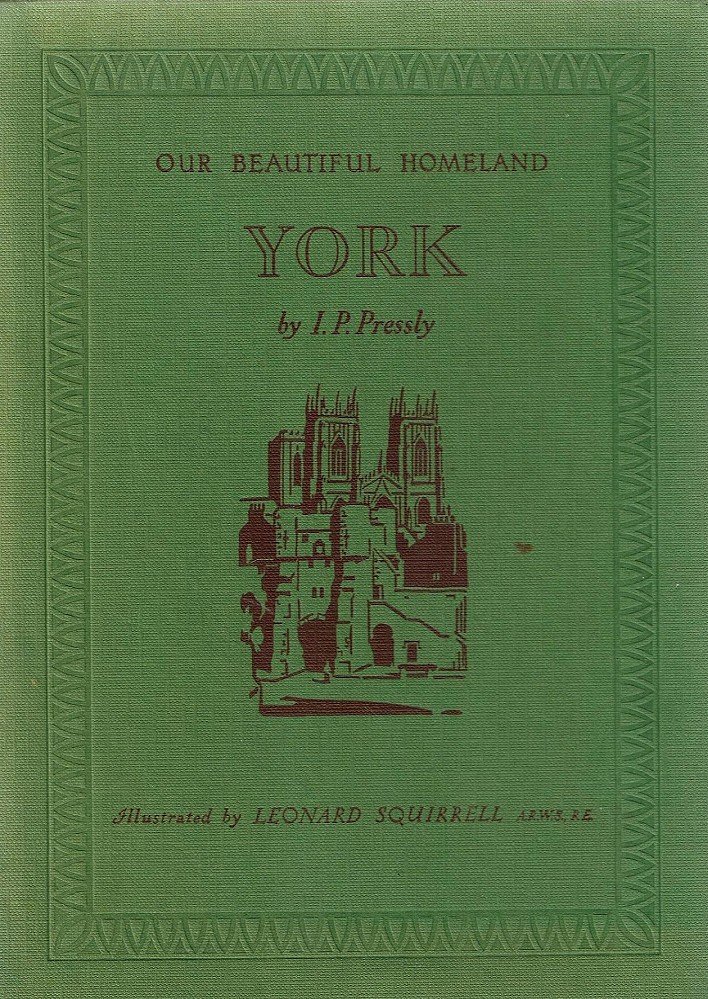 OUR BEAUTIFUL HOMELAND
YORK
by I. P. Pressly
Illustrated by LEONARD SQUIRRELL A.R.W.S., R.E.